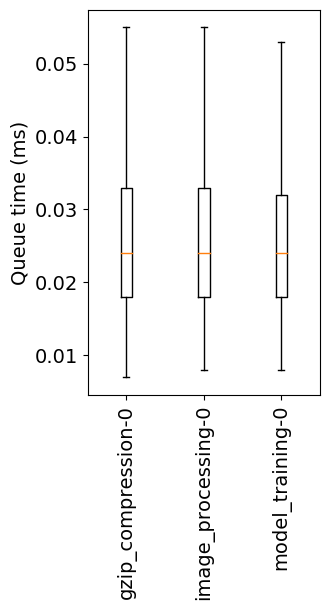 Queue time (ms)
0.05
0.04
0.03
0.02
0.01
gzip_compression-0
image_processing-0
model_training-0